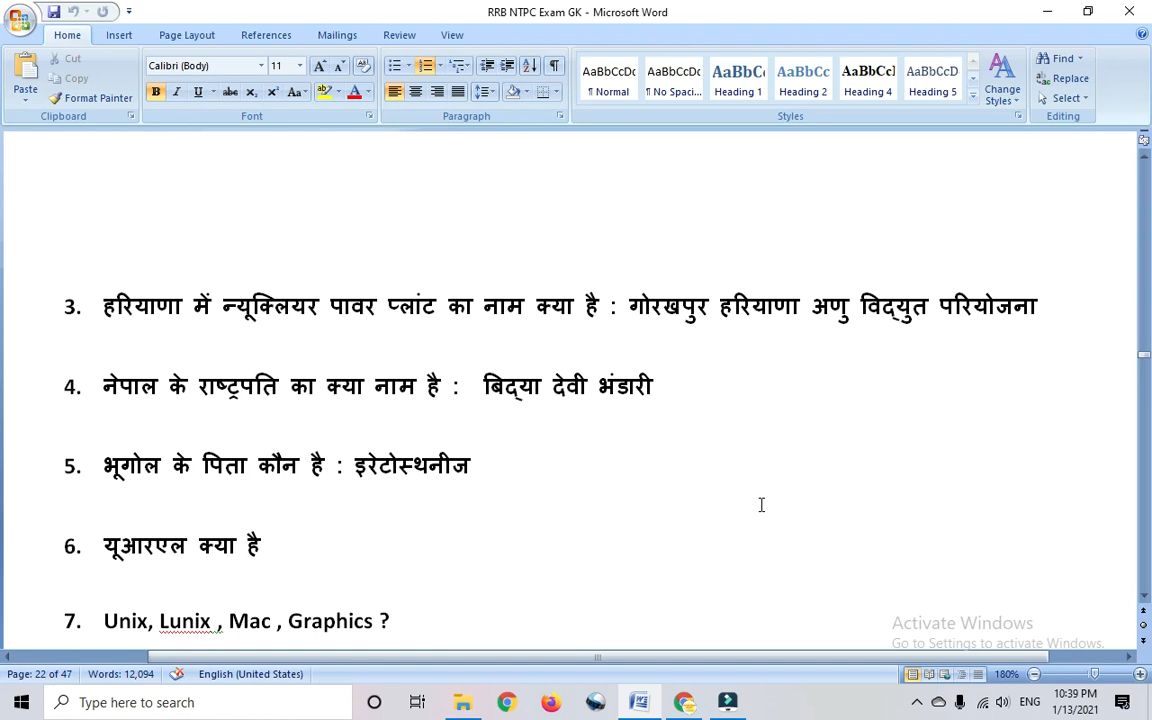 RRB NTPC Exam GK - Microsoft Word
Home Insert Page Layout References Mailings Review View
Paste
Cut
Copy
Format Painter
Clipboard
Calibri (Body) 11
Font
Paragraph
AaBbCcDc AaBbCcDc AaBbC( AaBbCc AaBbCcI AaBbCcD
¶ Normal ¶ No Spaci... Heading 1 Heading 2 Heading 4 Heading 5
Change Styles
Styles
Find
Replace
Select
Editing
3. हरियाणा में न्यूक्लियर पावर प्लांट का नाम क्या है : गोरखपुर हरियाणा अणु विद्युत परियोजना
4. नेपाल के राष्ट्रपति का क्या नाम है : बिद्या देवी भंडारी
5. भूगोल के पिता कौन है : इरेटोस्थनीज
6. यूआरएल क्या है
7. Unix, Lunix , Mac , Graphics ?
Activate Windows
Go to Settings to activate Windows.
Page: 22 of 47 Words: 12,094 English (United States) 180%
Type here to search
ENG
10:39 PM
1/13/2021